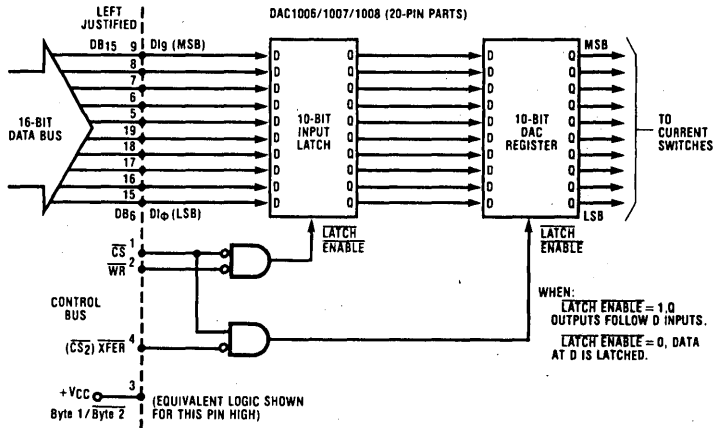 LEFT
JUSTIFIED
DAC1006/1007/1008 (20-PIN PARTS)
DB15 9 DI9 (MSB)
8
7
6
5
19
18
17
16
15
DB6 DIΦ (LSB)
16-BIT
DATA BUS
D Q
D Q
D Q
D Q
D Q
D Q
D Q
D Q
D Q
D Q
10-BIT
INPUT
LATCH
D Q
D Q
D Q
D Q
D Q
D Q
D Q
D Q
D Q
D Q
10-BIT
DAC
REGISTER
MSB
LSB
TO
CURRENT
SWITCHES
LATCH
ENABLE
LATCH
ENABLE
CS 1
WR 2
CONTROL
BUS
(CS2) XFER 4
+VCC 3
Byte 1/Byte 2
(EQUIVALENT LOGIC SHOWN
FOR THIS PIN HIGH)
WHEN:
LATCH ENABLE = 1, Q
OUTPUTS FOLLOW D INPUTS.
LATCH ENABLE = 0, DATA
AT D IS LATCHED.